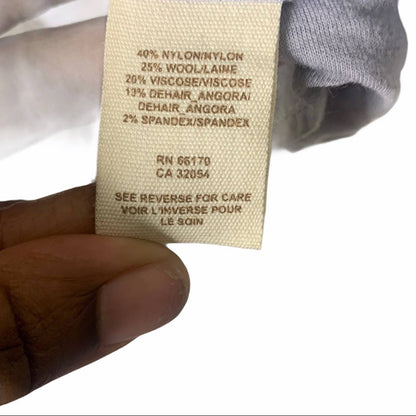 40% NYLON/NYLON
25% WOOL/LAINE
20% VISCOSE/VISCOSE
13% DEHAIR_ANGORA/
DEHAIR_ANGORA
2% SPANDEX/SPANDEX
RN 66170
CA 32054
SEE REVERSE FOR CARE
VOIR L'INVERSE POUR
LE SOIN